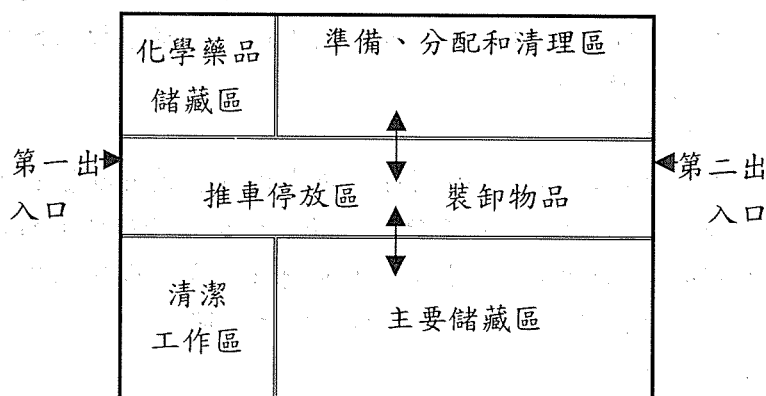 化學藥品
儲藏區
準備、分配和清理區
第一出
入口
推車停放區
裝卸物品
第二出
入口
清潔
工作區
主要儲藏區